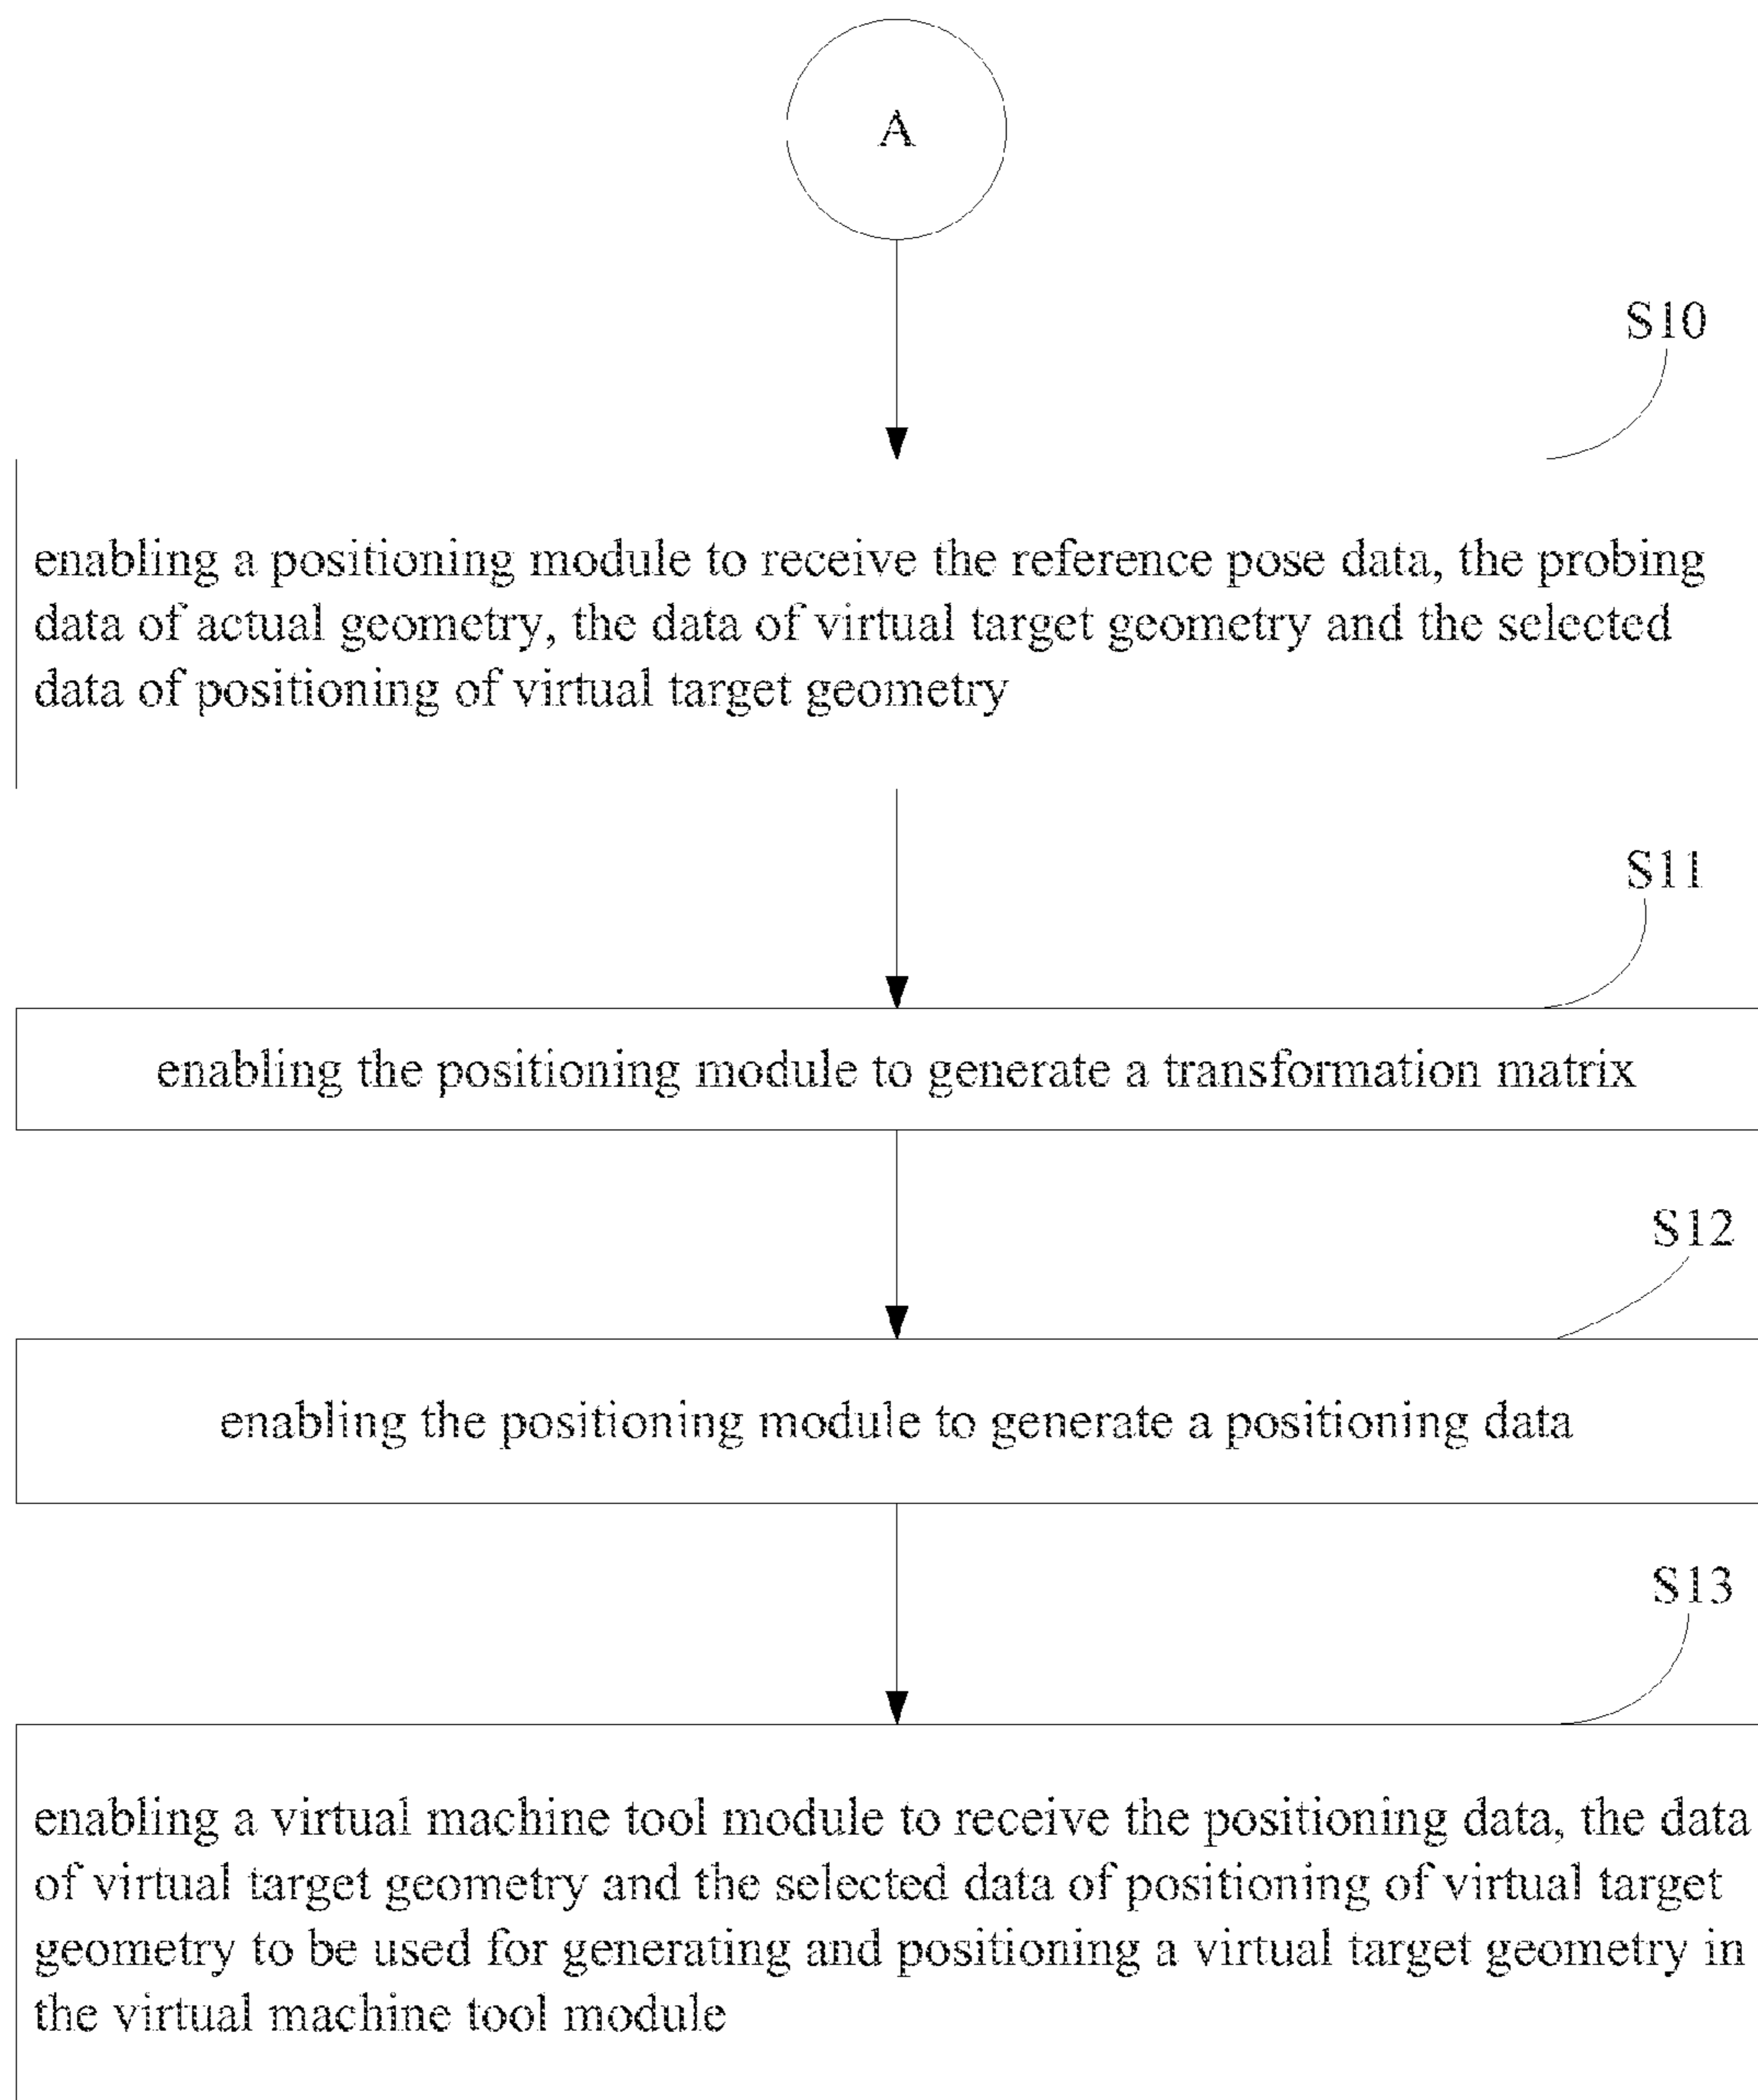 A
S10
enabling a positioning module to receive the reference pose data, the probing
data of actual geometry, the data of virtual target geometry and the selected
data of positioning of virtual target geometry
S11
enabling the positioning module to generate a transformation matrix
S12
enabling the positioning module to generate a positioning data
S13
enabling a virtual machine tool module to receive the positioning data, the data
of virtual target geometry and the selected data of positioning of virtual target
geometry to be used for generating and positioning a virtual target geometry in
the virtual machine tool module